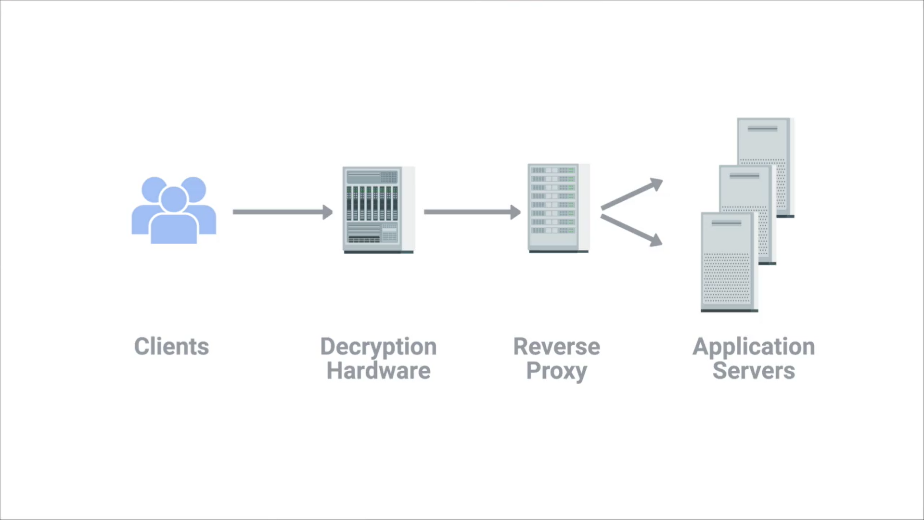 Clients
Decryption
Hardware
Reverse
Proxy
Application
Servers